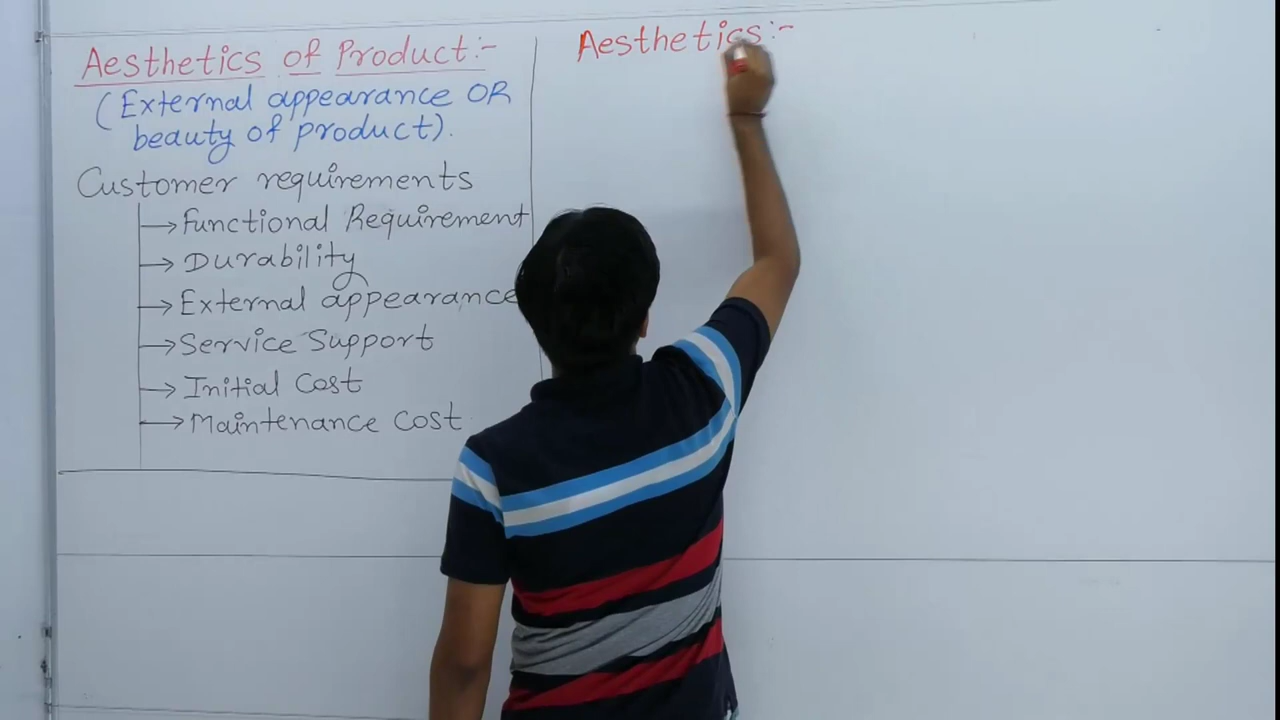 Aesthetics of Product:-
(External appearance OR
beauty of product).
Customer requirements
→ Functional Requirement
→ Durability
→ External appearance
→ Service Support
→ Initial Cost
→ Maintenance Cost
Aesthetics:-